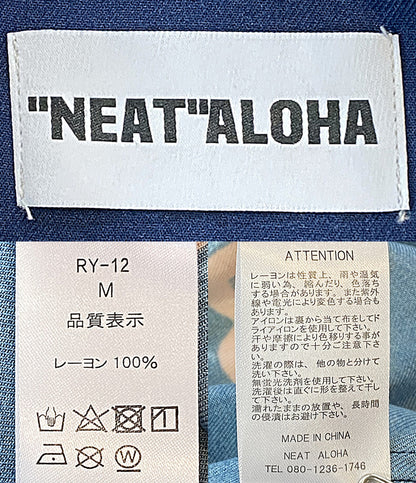 "NEAT"ALOHA
RY-12
M
品質表示
レーヨン 100%
W
ATTENTION
レーヨンは性質上、雨や湿気
に弱い為、縮んだり、色落ち
する場合があります。また紫外
線や電光により変色する場合も
あります。
アイロンは裏から当て布をしてド
ライアイロンを使用して下さい。
汗や摩擦により色移りする事が
ありますので十分ご注意下さ
い。
洗濯の際は、他の物と分けて
洗って下さい。
無蛍光洗剤を使用して下さい。
洗濯後は直ちに形を整えて干し
て下さい。
濡れたままの放置や、長時間
の浸漬はお避け下さい
MADE IN CHINA
NEAT ALOHA
TEL 080-1236-1746